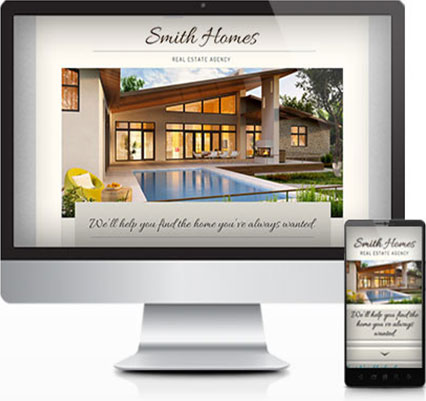 Smith Homes
REAL ESTATE AGENCY
We'll help you find the home you've always wanted
Smith Homes
REAL ESTATE AGENCY
We'll help you find the
home you've always
wanted